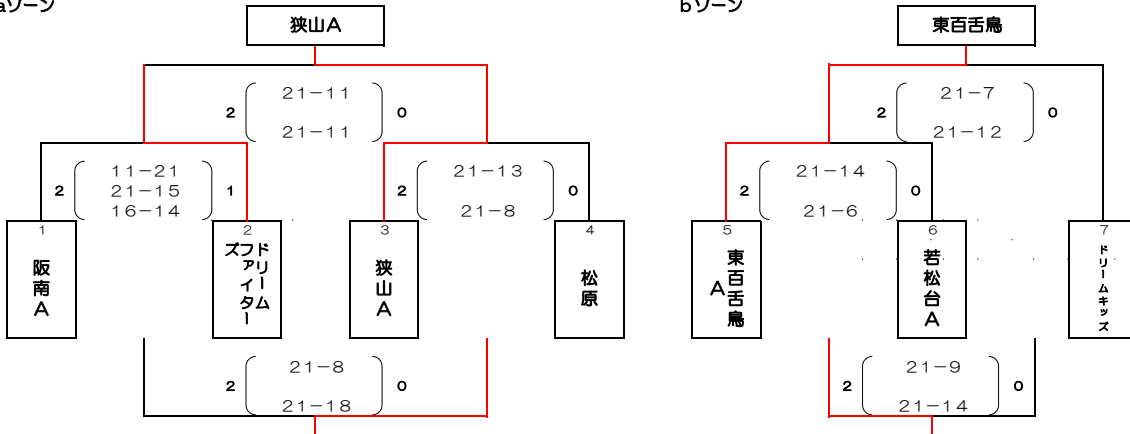 aゾーン
bゾーン
狭山A
東百舌鳥
2
21-11
21-11
0
2
21-7
21-12
0
2
11-21
21-15
16-14
1
2
21-13
21-8
0
2
21-14
21-6
0
1
阪南A
2
ドリーム
ファイター
ズ
3
狭山A
4
松原
5
東百舌鳥
A
6
若松台A
7
ドリームキッズ
2
21-8
21-18
0
2
21-9
21-14
0